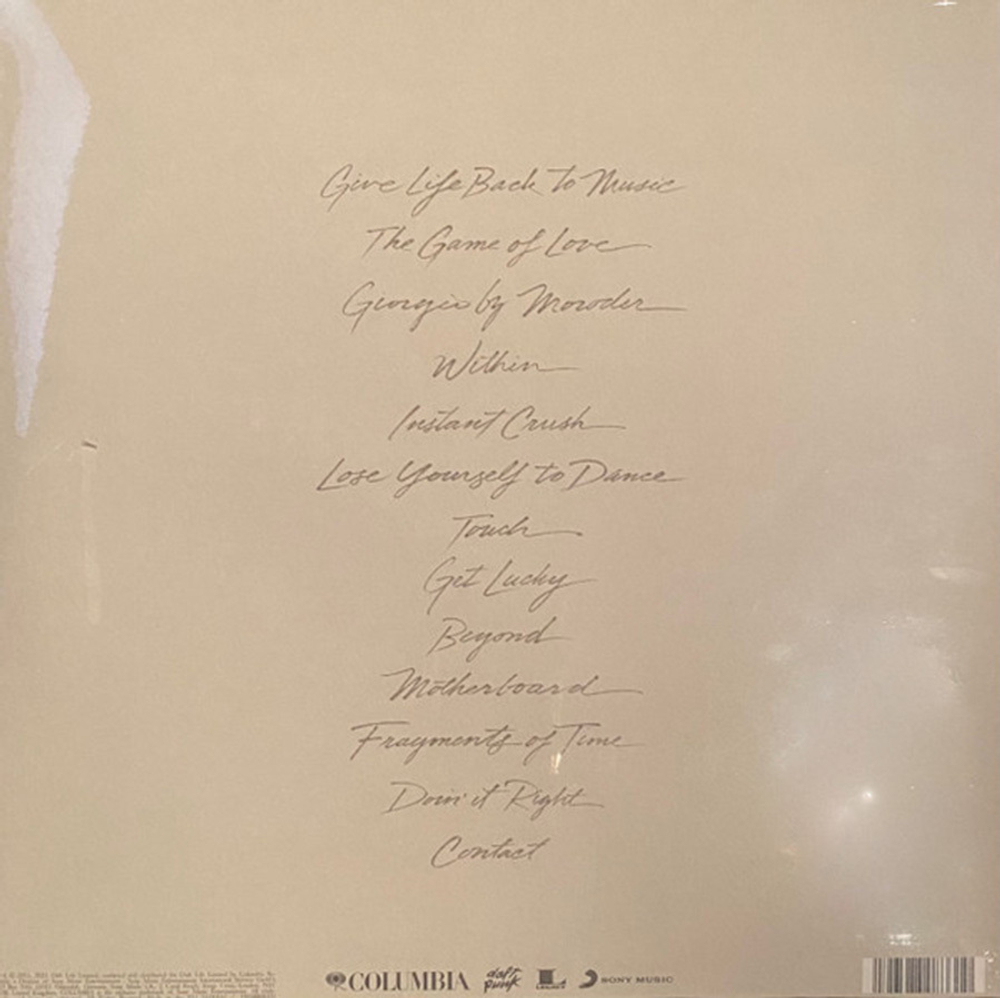 Give Life Back to Music
The Game of Love
Giorgio by Moroder
Within
Instant Crush
Lose Yourself to Dance
Touch
Get Lucky
Beyond
Motherboard
Fragments of Time
Doin' it Right
Contact
COLUMBIA daft punk L LEGACY SONY MUSIC